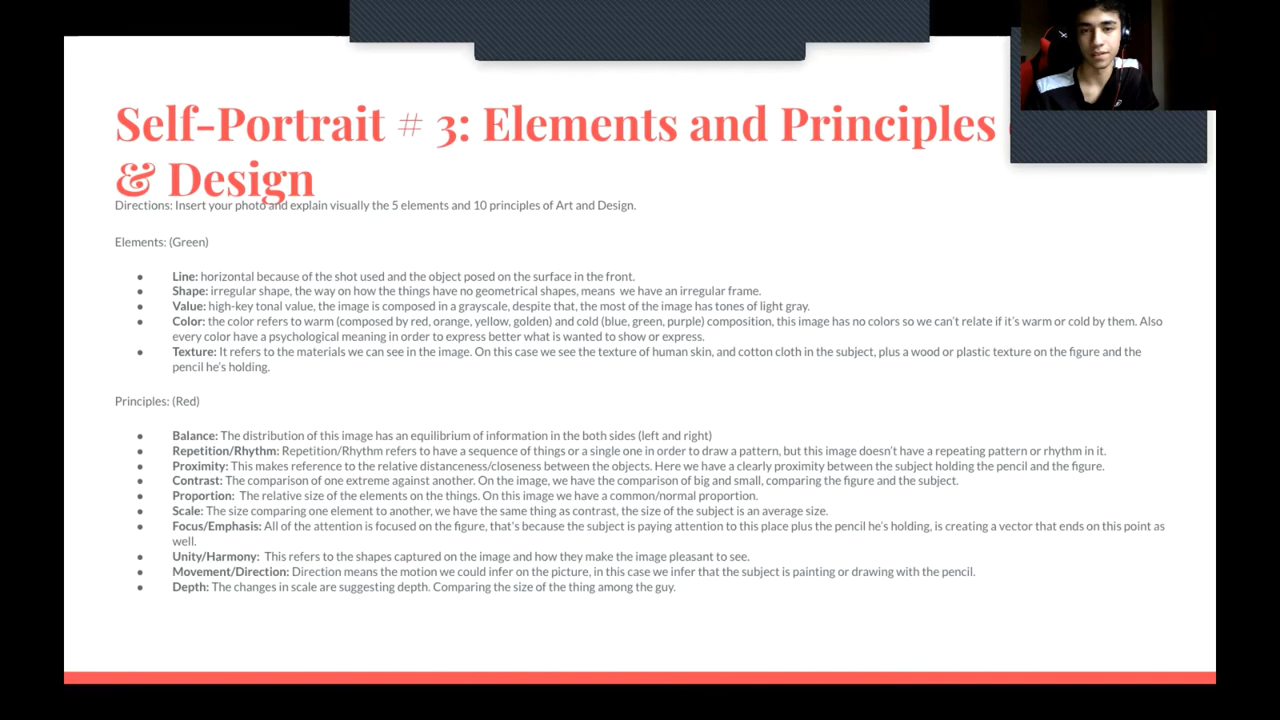 Self-Portrait # 3: Elements and Principles
& Design
Directions: Insert your photo and explain visually the 5 elements and 10 principles of Art and Design.
Elements: (Green)
● Line: horizontal because of the shot used and the object posed on the surface in the front.
● Shape: irregular shape, the way on how the things have no geometrical shapes, means we have an irregular frame.
● Value: high-key tonal value, the image is composed in a grayscale, despite that, the most of the image has tones of light gray.
● Color: the color refers to warm (composed by red, orange, yellow, golden) and cold (blue, green, purple) composition, this image has no colors so we can't relate if it's warm or cold by them. Also
every color have a psychological meaning in order to express better what is wanted to show or express.
● Texture: It refers to the materials we can see in the image. On this case we see the texture of human skin, and cotton cloth in the subject, plus a wood or plastic texture on the figure and the
pencil he's holding.
Principles: (Red)
● Balance: The distribution of this image has an equilibrium of information in the both sides (left and right)
● Repetition/Rhythm: Repetition/Rhythm refers to have a sequence of things or a single one in order to draw a pattern, but this image doesn't have a repeating pattern or rhythm in it.
● Proximity: This makes reference to the relative distanceness/closeness between the objects. Here we have a clearly proximity between the subject holding the pencil and the figure.
● Contrast: The comparison of one extreme against another. On the image, we have the comparison of big and small, comparing the figure and the subject.
● Proportion: The relative size of the elements on the things. On this image we have a common/normal proportion.
● Scale: The size comparing one element to another, we have the same thing as contrast, the size of the subject is an average size.
● Focus/Emphasis: All of the attention is focused on the figure, that's because the subject is paying attention to this place plus the pencil he's holding, is creating a vector that ends on this point as
well.
● Unity/Harmony: This refers to the shapes captured on the image and how they make the image pleasant to see.
● Movement/Direction: Direction means the motion we could infer on the picture, in this case we infer that the subject is painting or drawing with the pencil.
● Depth: The changes in scale are suggesting depth. Comparing the size of the thing among the guy.